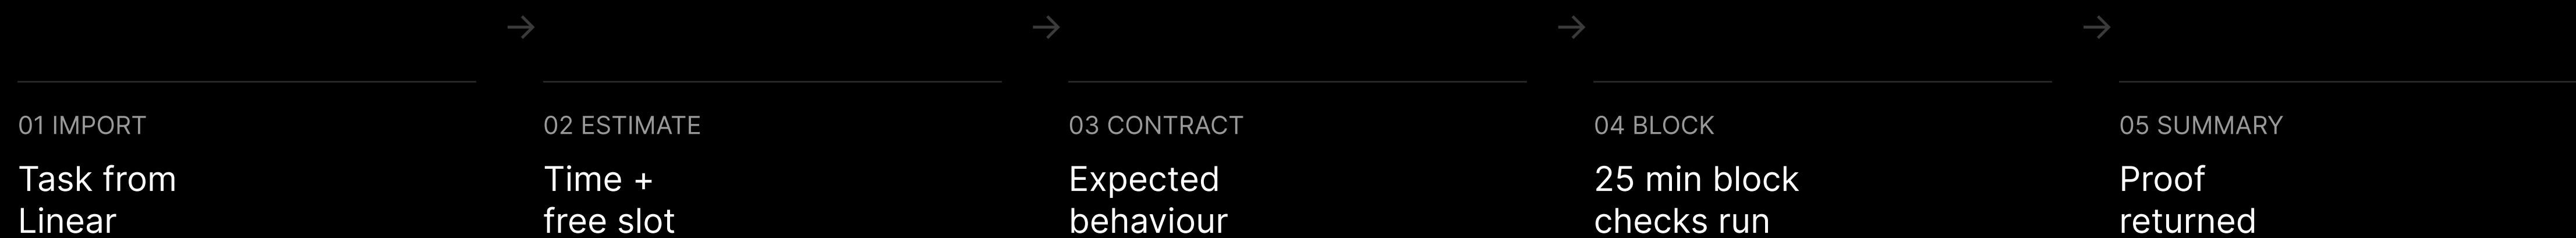 01 IMPORT
Task from
Linear
02 ESTIMATE
Time +
free slot
03 CONTRACT
Expected
behaviour
04 BLOCK
25 min block
checks run
05 SUMMARY
Proof
returned